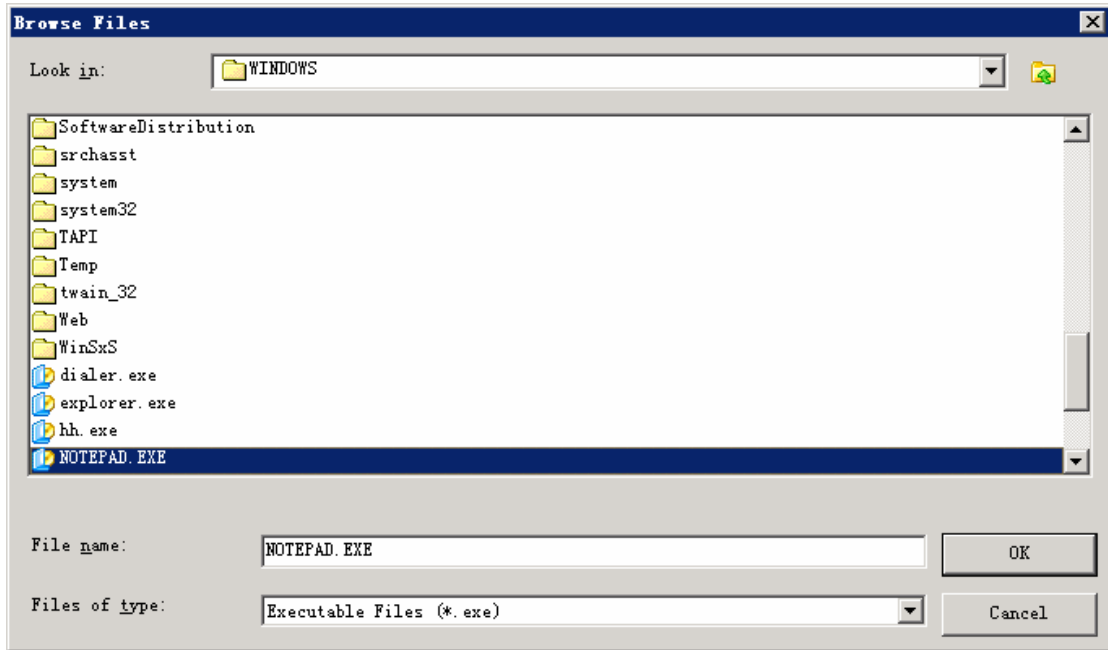 Browse Files
Look in: WINDOWS
SoftwareDistribution
srchasst
system
system32
TAPI
Temp
twain_32
Web
WinSxS
dialer.exe
explorer.exe
hh.exe
NOTEPAD.EXE
File name: NOTEPAD.EXE OK
Files of type: Executable Files (*.exe) Cancel